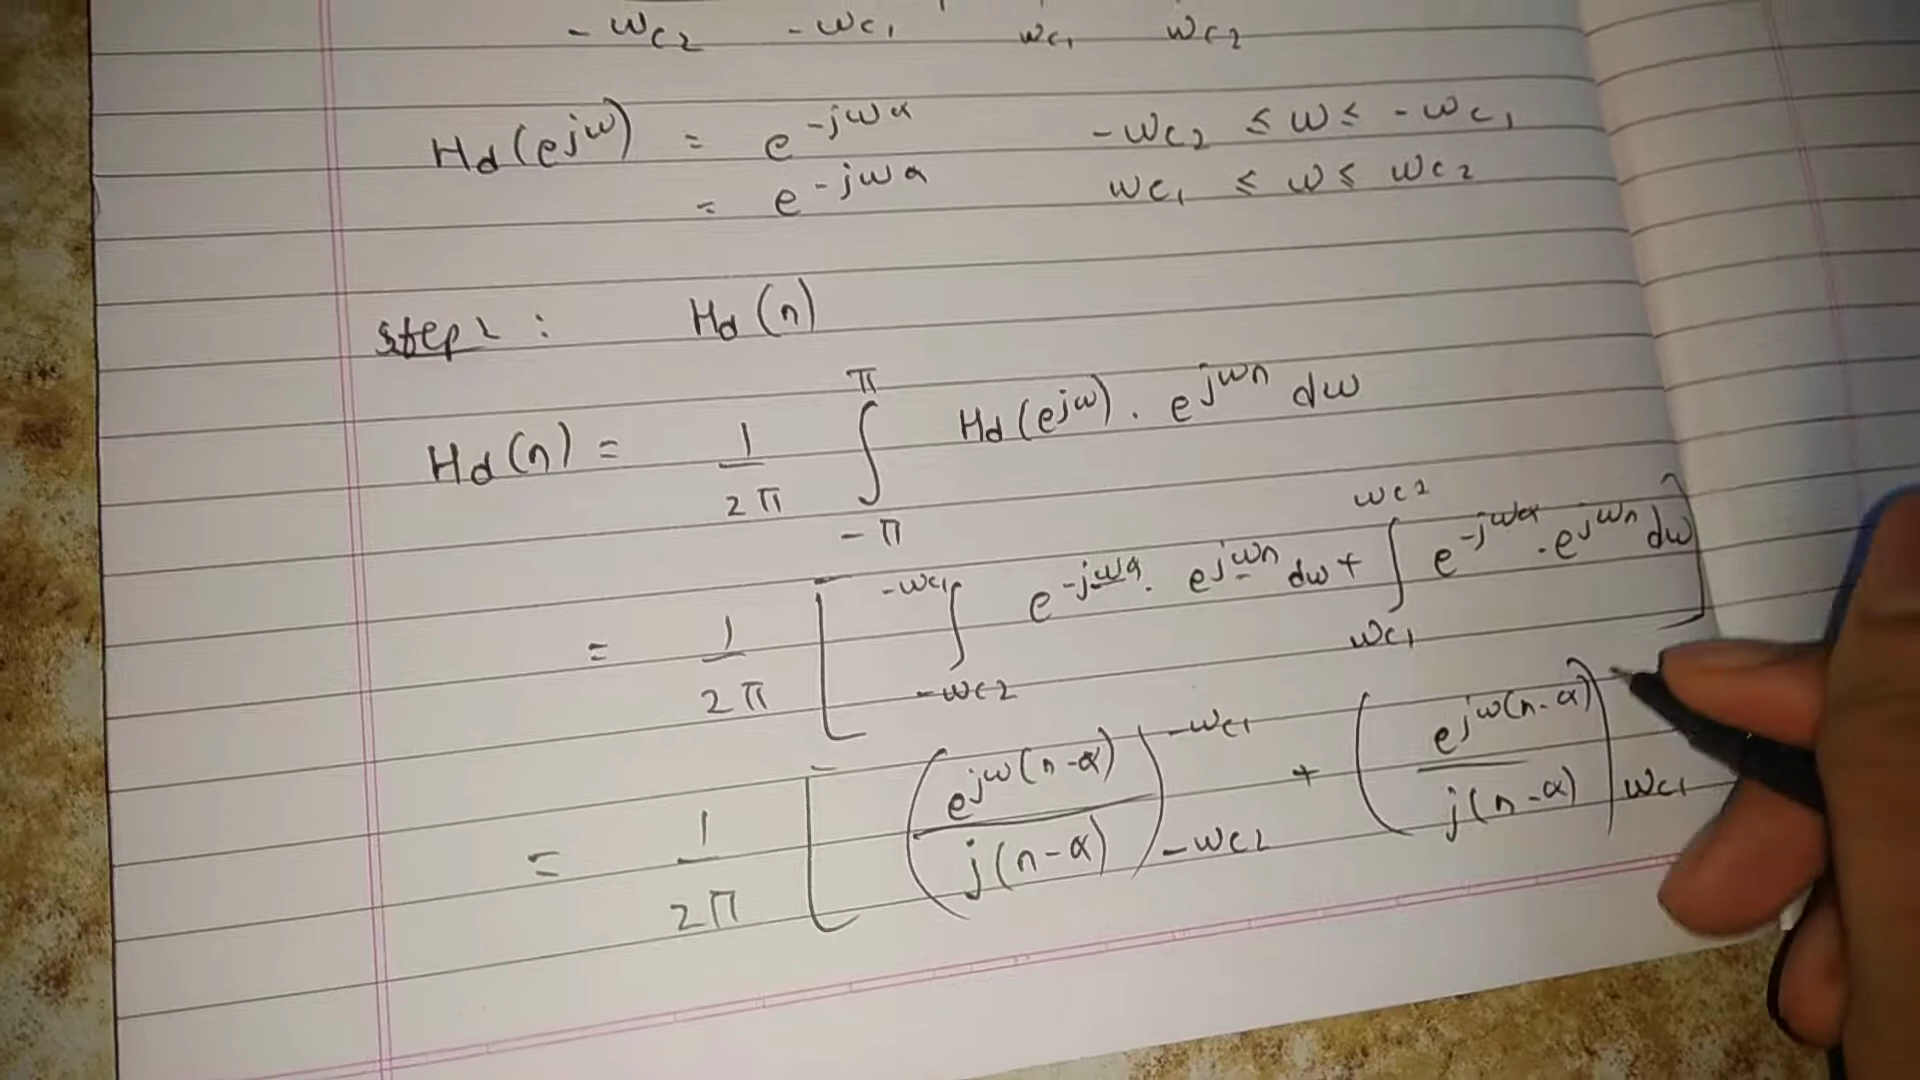 -ωc2 -ωc1 ωc1 ωc2
Hd(e^jω) = e^-jωα -ωc2 ≤ ω ≤ -ωc1
= e^-jωα ωc1 ≤ ω ≤ ωc2
Step 2 : Hd(n)
Hd(n) = 1/2π ∫_-π^π Hd(e^jω) . e^jωn dω
= 1/2π [ ∫_-ωc2^-ωc1 e^-jωα . e^jωn dω + ∫_ωc1^ωc2 e^-jωα . e^jωn dω ]
= 1/2π [ (e^jω(n-α) / j(n-α))_-ωc2^-ωc1 + (e^jω(n-α) / j(n-α))_ωc1